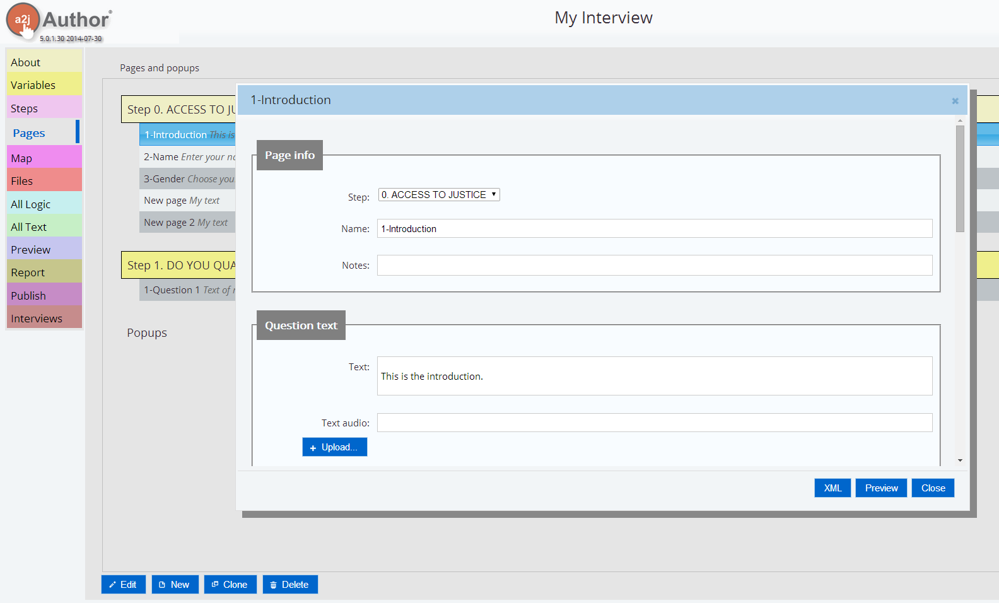 a2j Author®
5.0.1.30 2014-07-30
My Interview
About
Variables
Steps
Pages
Map
Files
All Logic
All Text
Preview
Report
Publish
Interviews
Pages and popups
Step 0. ACCESS TO JU
1-Introduction This is
2-Name Enter your na
3-Gender Choose you
New page My text
New page 2 My text
Step 1. DO YOU QUA
1-Question 1 Text of
Popups
1-Introduction
Page info
Step: 0. ACCESS TO JUSTICE
Name: 1-Introduction
Notes:
Question text
Text: This is the introduction.
Text audio:
+ Upload...
XML Preview Close
Edit New Clone Delete